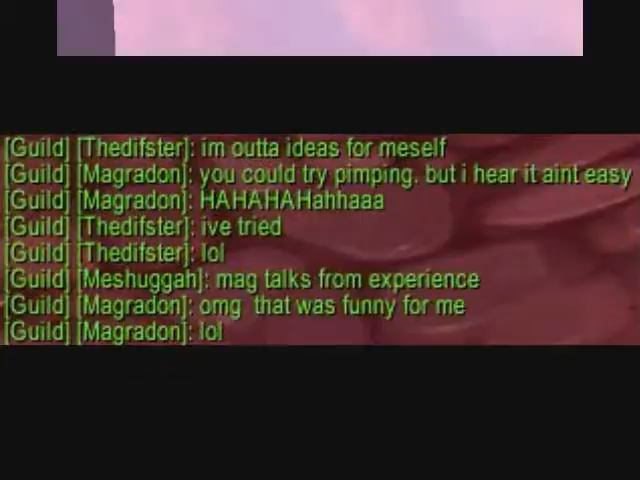 [Guild] [Thedifster]: im outta ideas for meself
[Guild] [Magradon]: you could try pimping. but i hear it aint easy
[Guild] [Magradon]: HAHAHAHahhaaa
[Guild] [Thedifster]: ive tried
[Guild] [Thedifster]: lol
[Guild] [Meshuggah]: mag talks from experience
[Guild] [Magradon]: omg  that was funny for me
[Guild] [Magradon]: lol